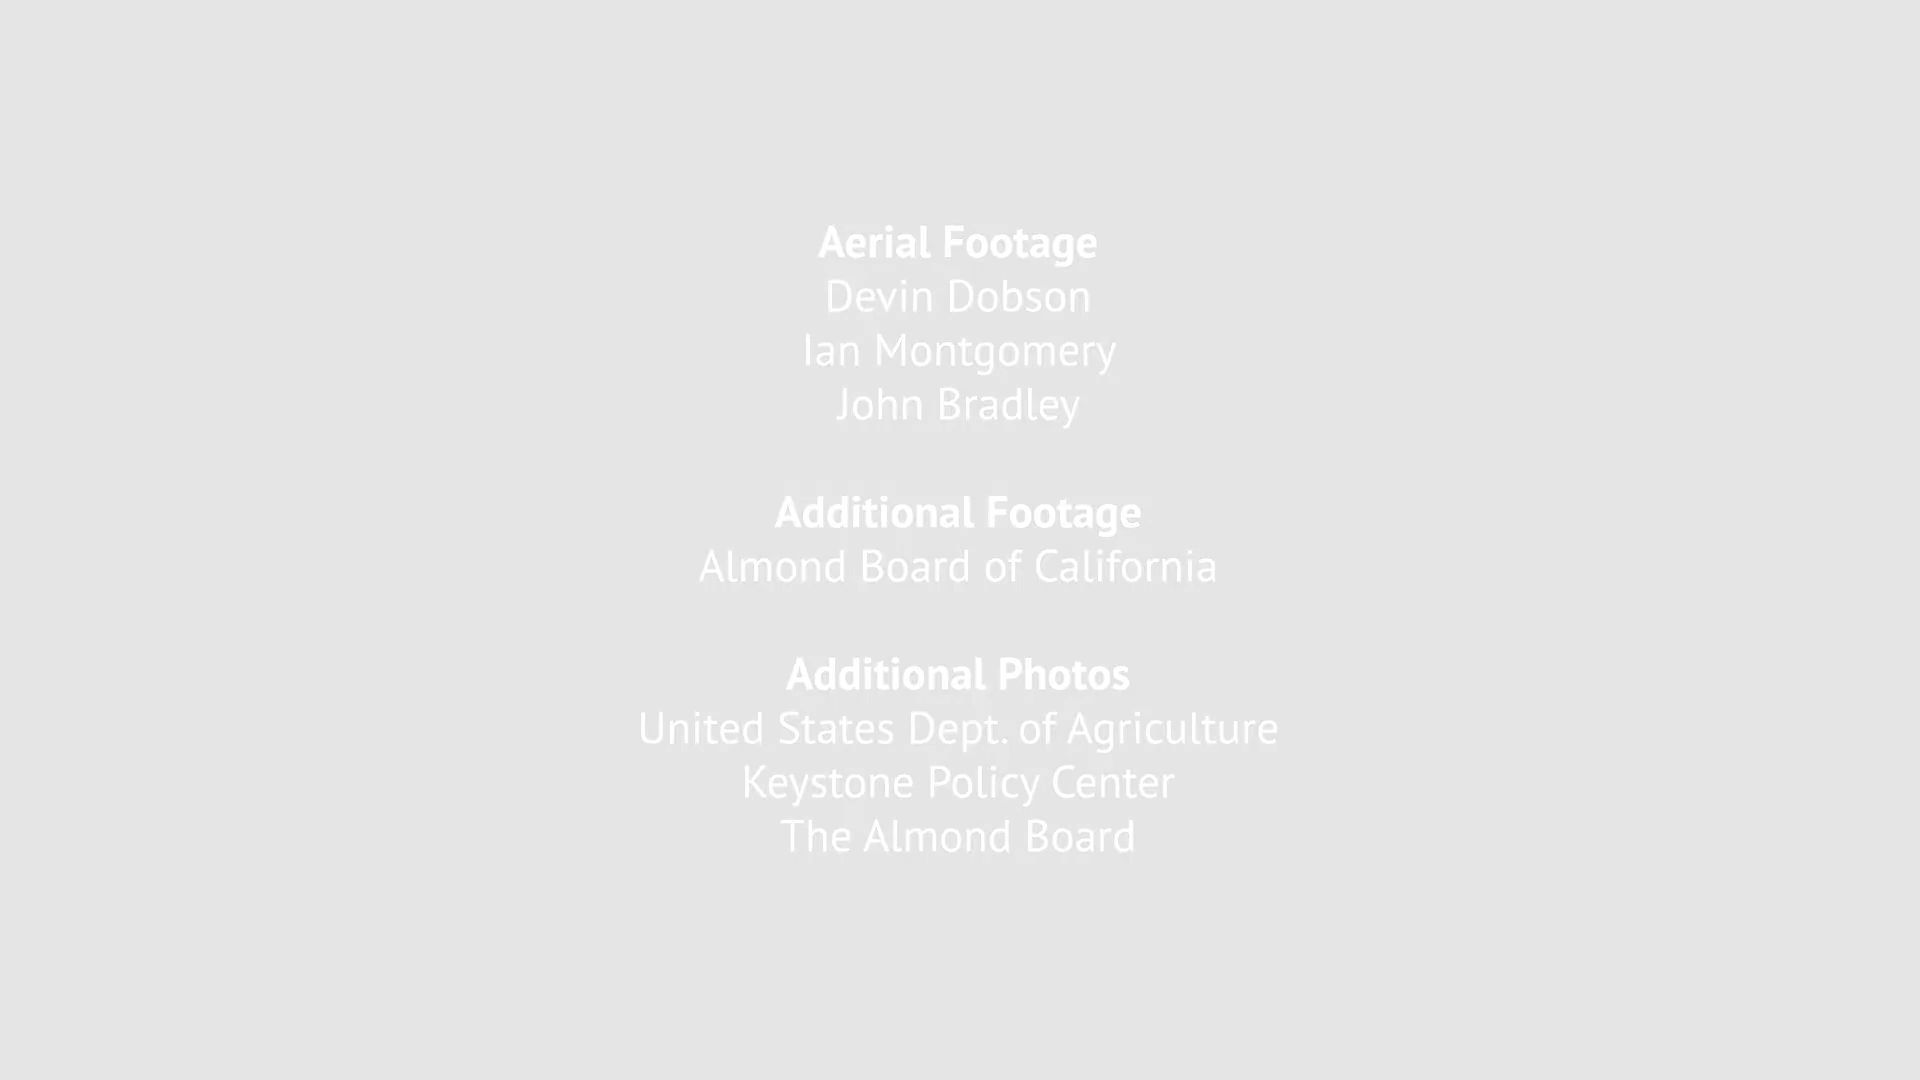 Aerial Footage
Devin Dobson
Ian Montgomery
John Bradley
Additional Footage
Almond Board of California
Additional Photos
United States Dept. of Agriculture
Keystone Policy Center
The Almond Board